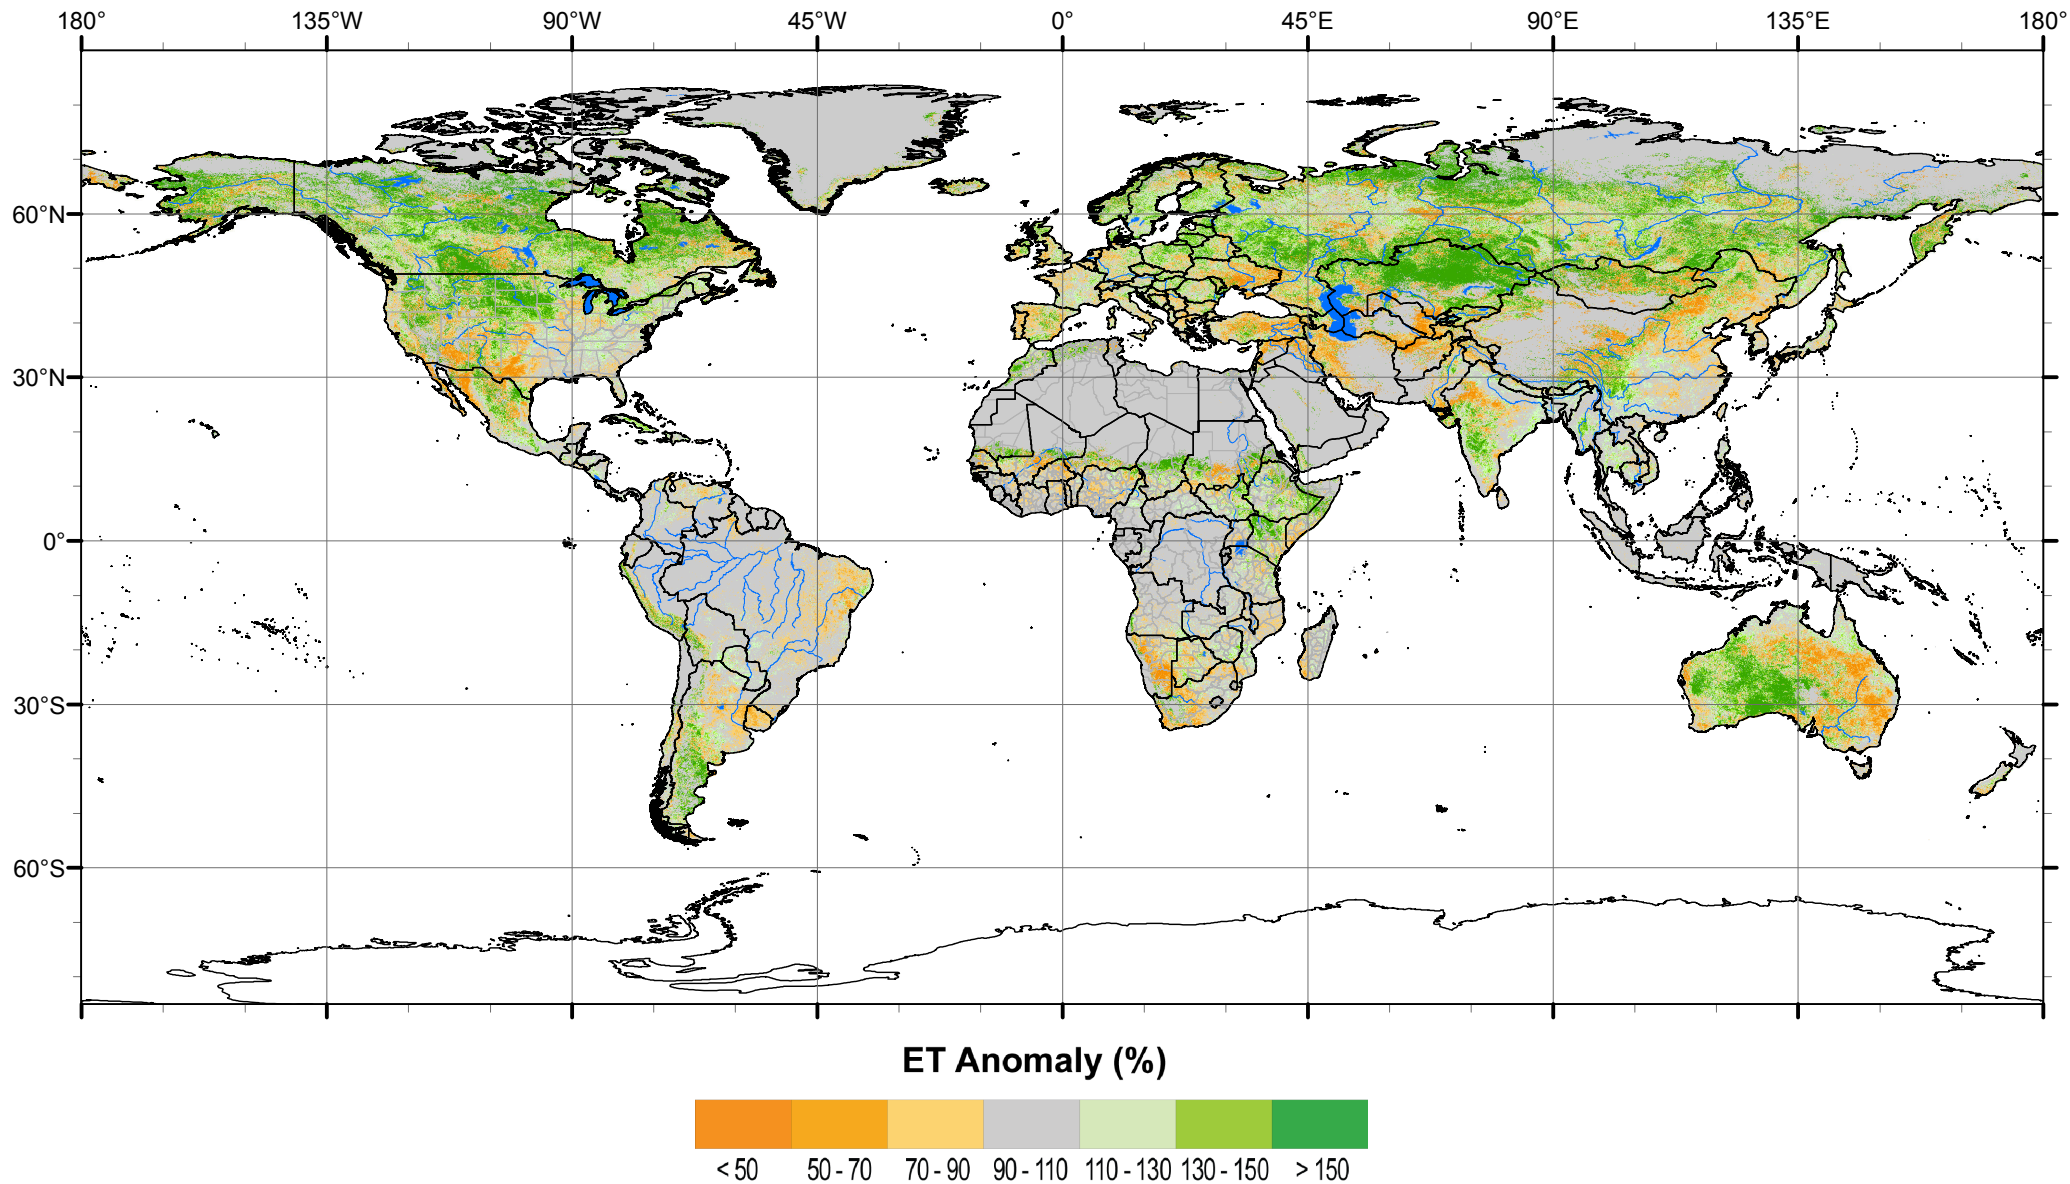 180° 135°W 90°W 45°W 0° 45°E 90°E 135°E 180°
60°N
30°N
0°
30°S
60°S
ET Anomaly (%)
< 50 50 - 70 70 - 90 90 - 110 110 - 130 130 - 150 > 150